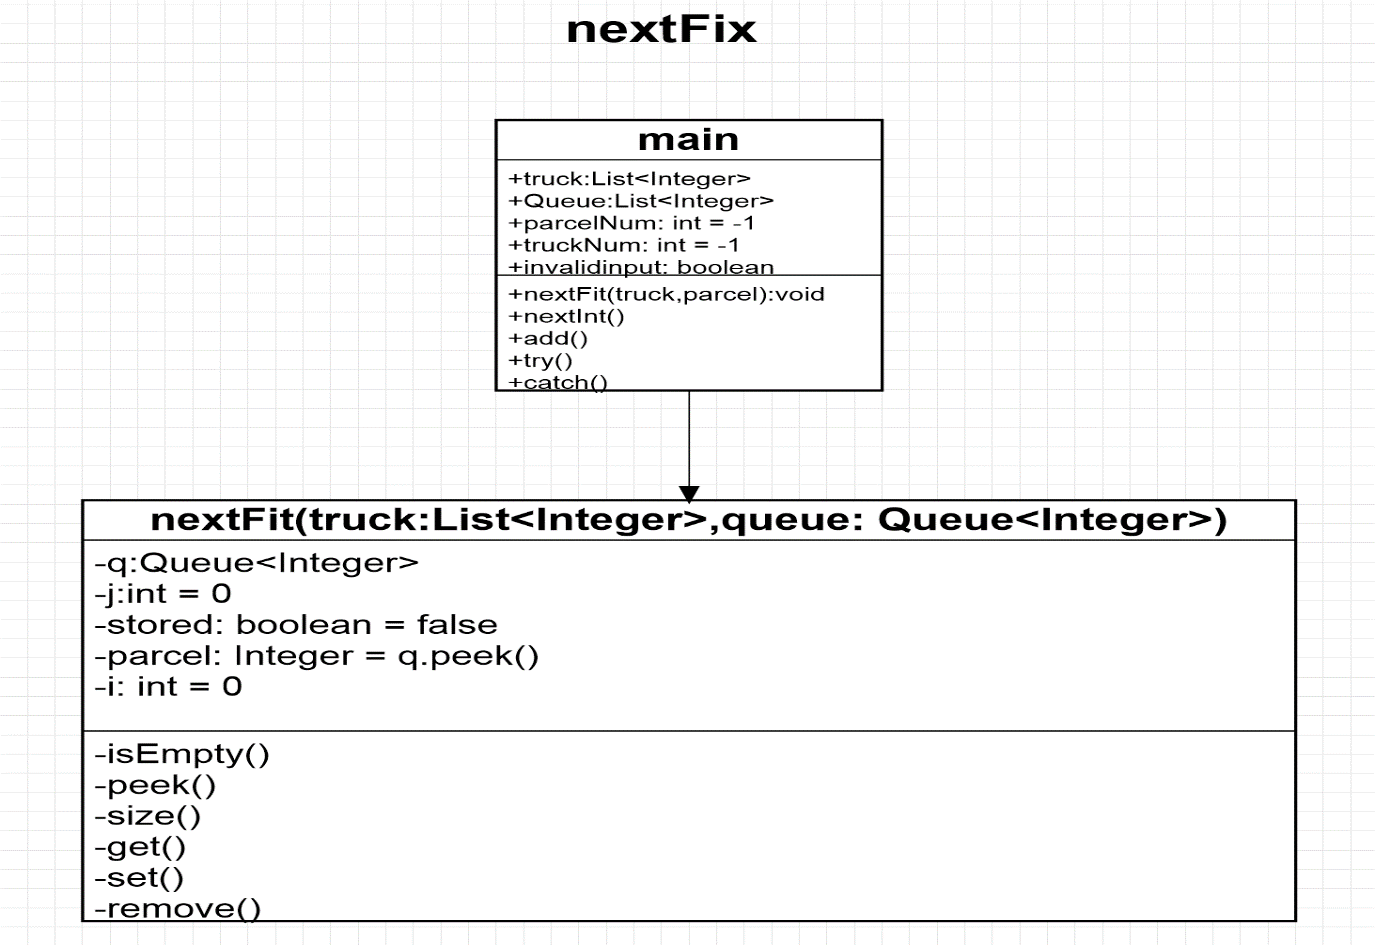 nextFix
main
+truck:List<Integer>
+Queue:List<Integer>
+parcelNum: int = -1
+truckNum: int = -1
+invalidinput: boolean
+nextFit(truck,parcel):void
+nextInt()
+add()
+try()
+catch()
nextFit(truck:List<Integer>,queue: Queue<Integer>)
-q:Queue<Integer>
-j:int = 0
-stored: boolean = false
-parcel: Integer = q.peek()
-i: int = 0
-isEmpty()
-peek()
-size()
-get()
-set()
-remove()